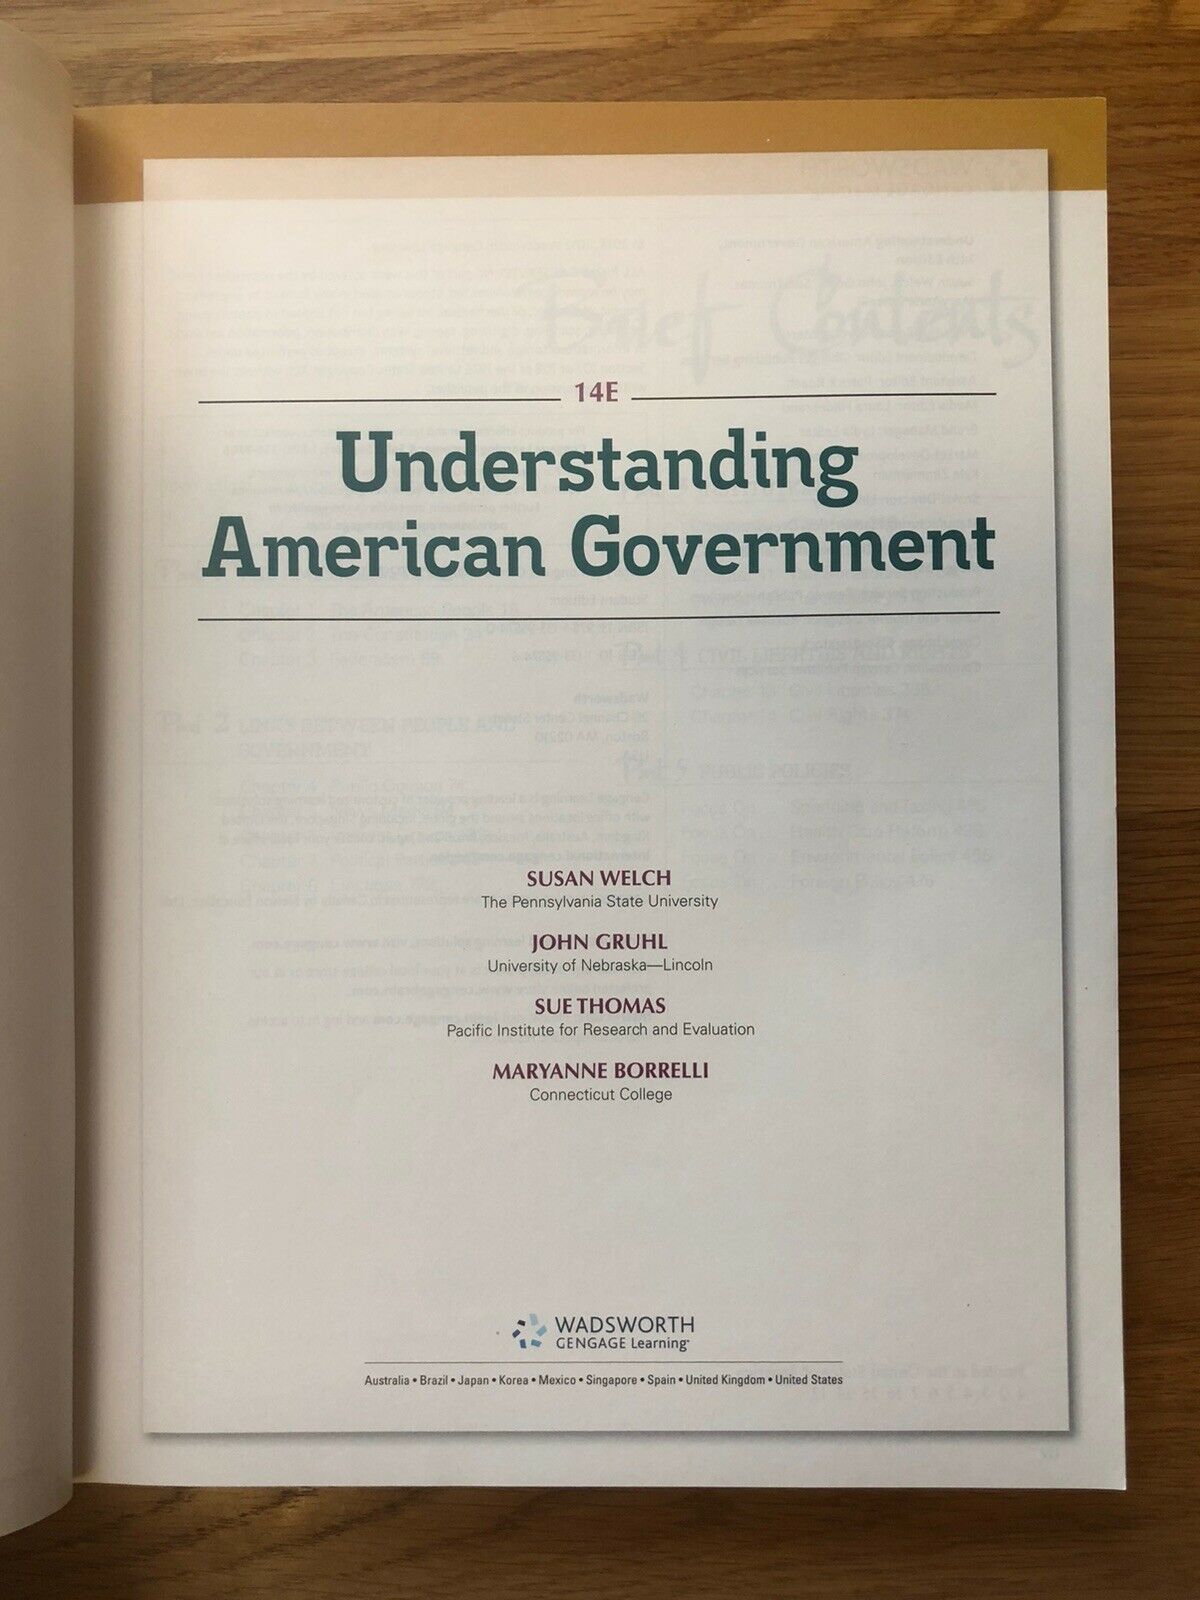 14E
Understanding
American Government
SUSAN WELCH
The Pennsylvania State University
JOHN GRUHL
University of Nebraska—Lincoln
SUE THOMAS
Pacific Institute for Research and Evaluation
MARYANNE BORRELLI
Connecticut College
WADSWORTH
CENGAGE Learning
Australia • Brazil • Japan • Korea • Mexico • Singapore • Spain • United Kingdom • United States